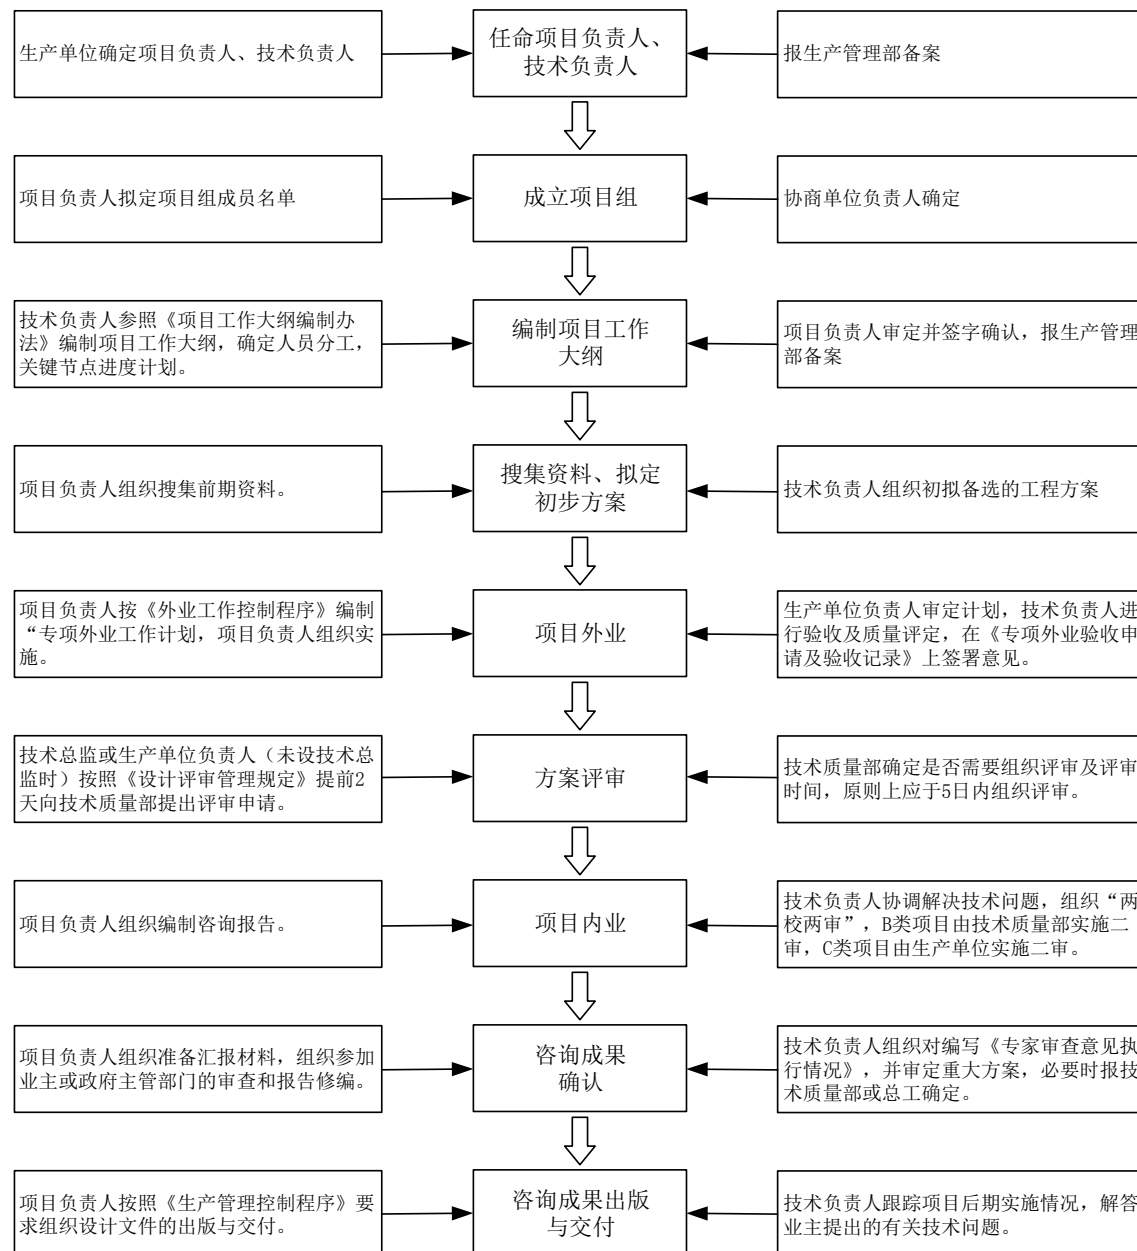 生产单位确定项目负责人、技术负责人
任命项目负责人、
技术负责人
报生产管理部备案
项目负责人拟定项目组成员名单
成立项目组
协商单位负责人确定
技术负责人参照《项目工作大纲编制办
法》编制项目工作大纲，确定人员分工，
关键节点进度计划。
编制项目工作
大纲
项目负责人审定并签字确认，报生产管理
部备案
项目负责人组织搜集前期资料。
搜集资料、拟定
初步方案
技术负责人组织初拟备选的工程方案
项目负责人按《外业工作控制程序》编制
“专项外业工作计划，项目负责人组织实
施。
项目外业
生产单位负责人审定计划，技术负责人进
行验收及质量评定，在《专项外业验收申
请及验收记录》上签署意见。
技术总监或生产单位负责人（未设技术总
监时）按照《设计评审管理规定》提前2
天向技术质量部提出评审申请。
方案评审
技术质量部确定是否需要组织评审及评审
时间，原则上应于5日内组织评审。
项目负责人组织编制咨询报告。
项目内业
技术负责人协调解决技术问题，组织“两
校两审”，B类项目由技术质量部实施二
审，C类项目由生产单位实施二审。
项目负责人组织准备汇报材料，组织参加
业主或政府主管部门的审查和报告修编。
咨询成果
确认
技术负责人组织对编写《专家审查意见执
行情况》，并审定重大方案，必要时报技
术质量部或总工确定。
项目负责人按照《生产管理控制程序》要
求组织设计文件的出版与交付。
咨询成果出版
与交付
技术负责人跟踪项目后期实施情况，解答
业主提出的有关技术问题。